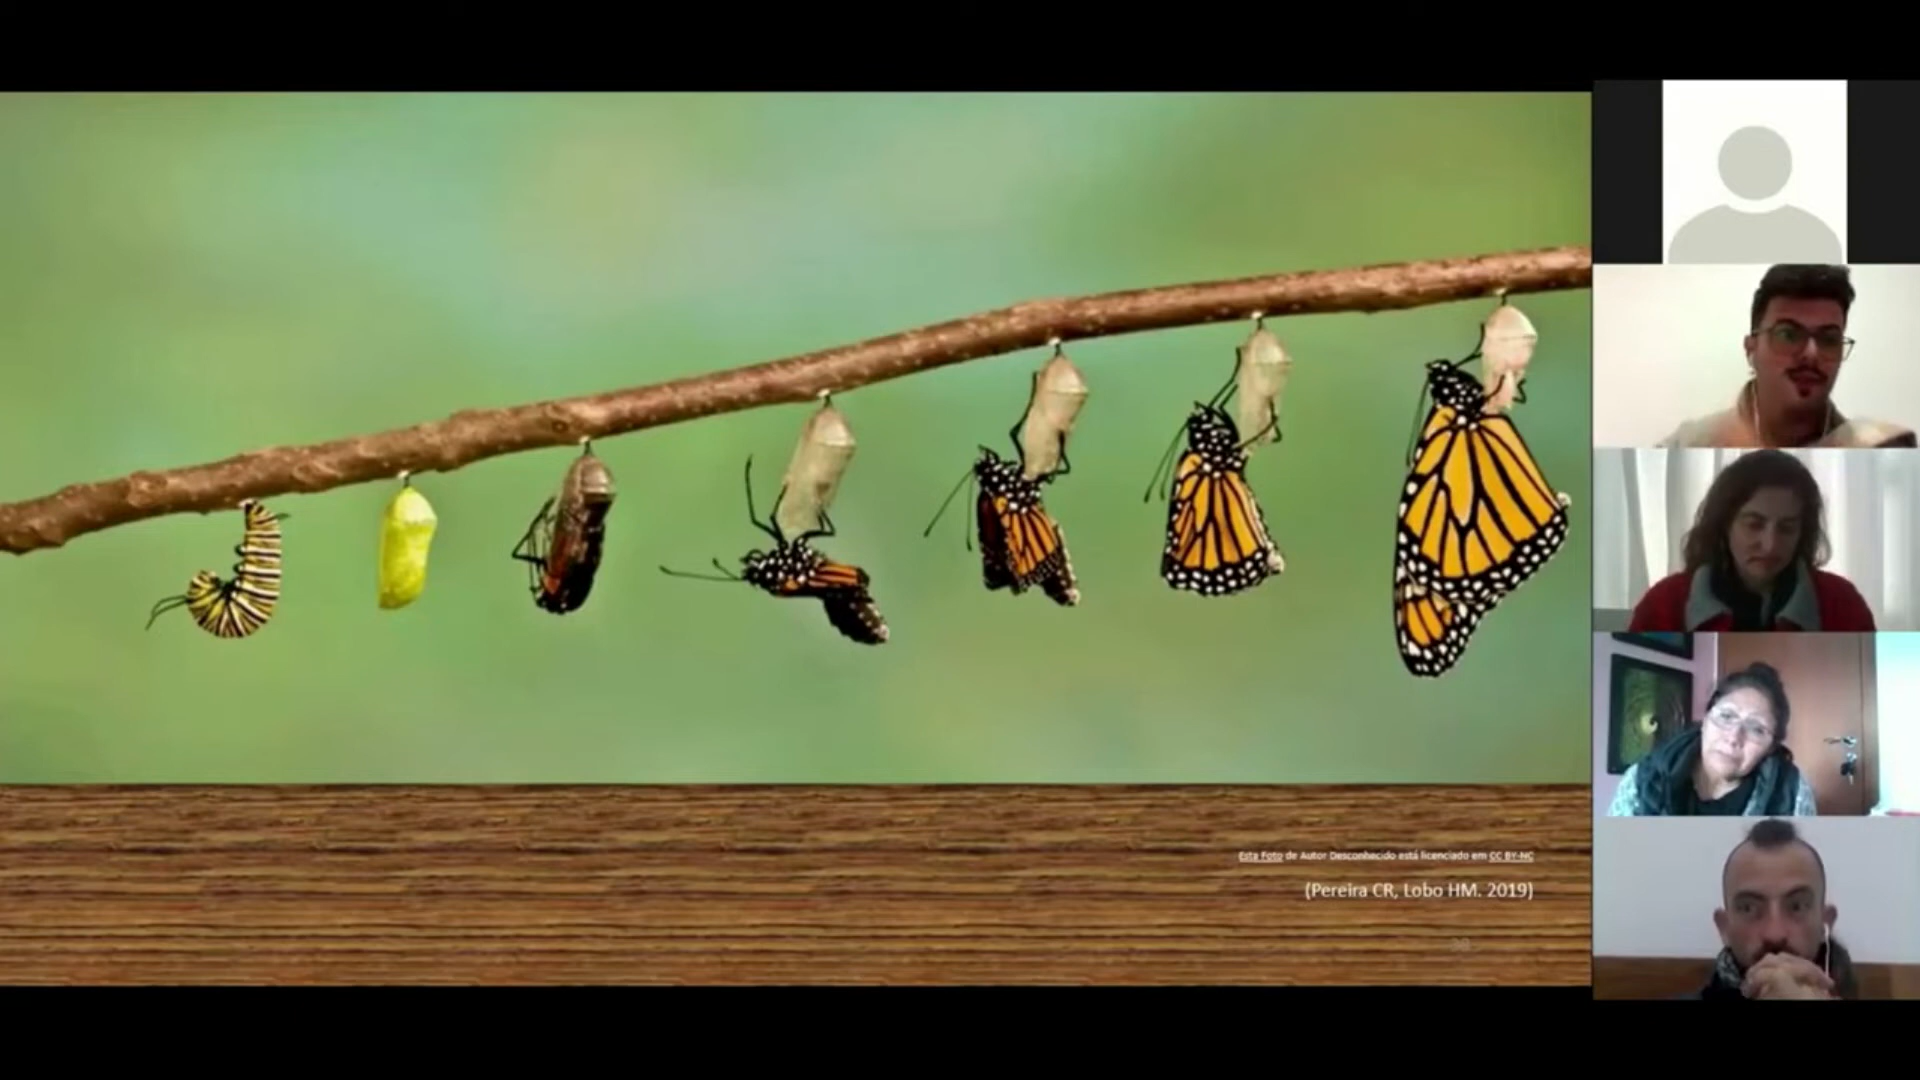 Esta Foto de Autor Desconhecido está licenciado em CC BY-NC
(Pereira CR, Lobo HM. 2019)